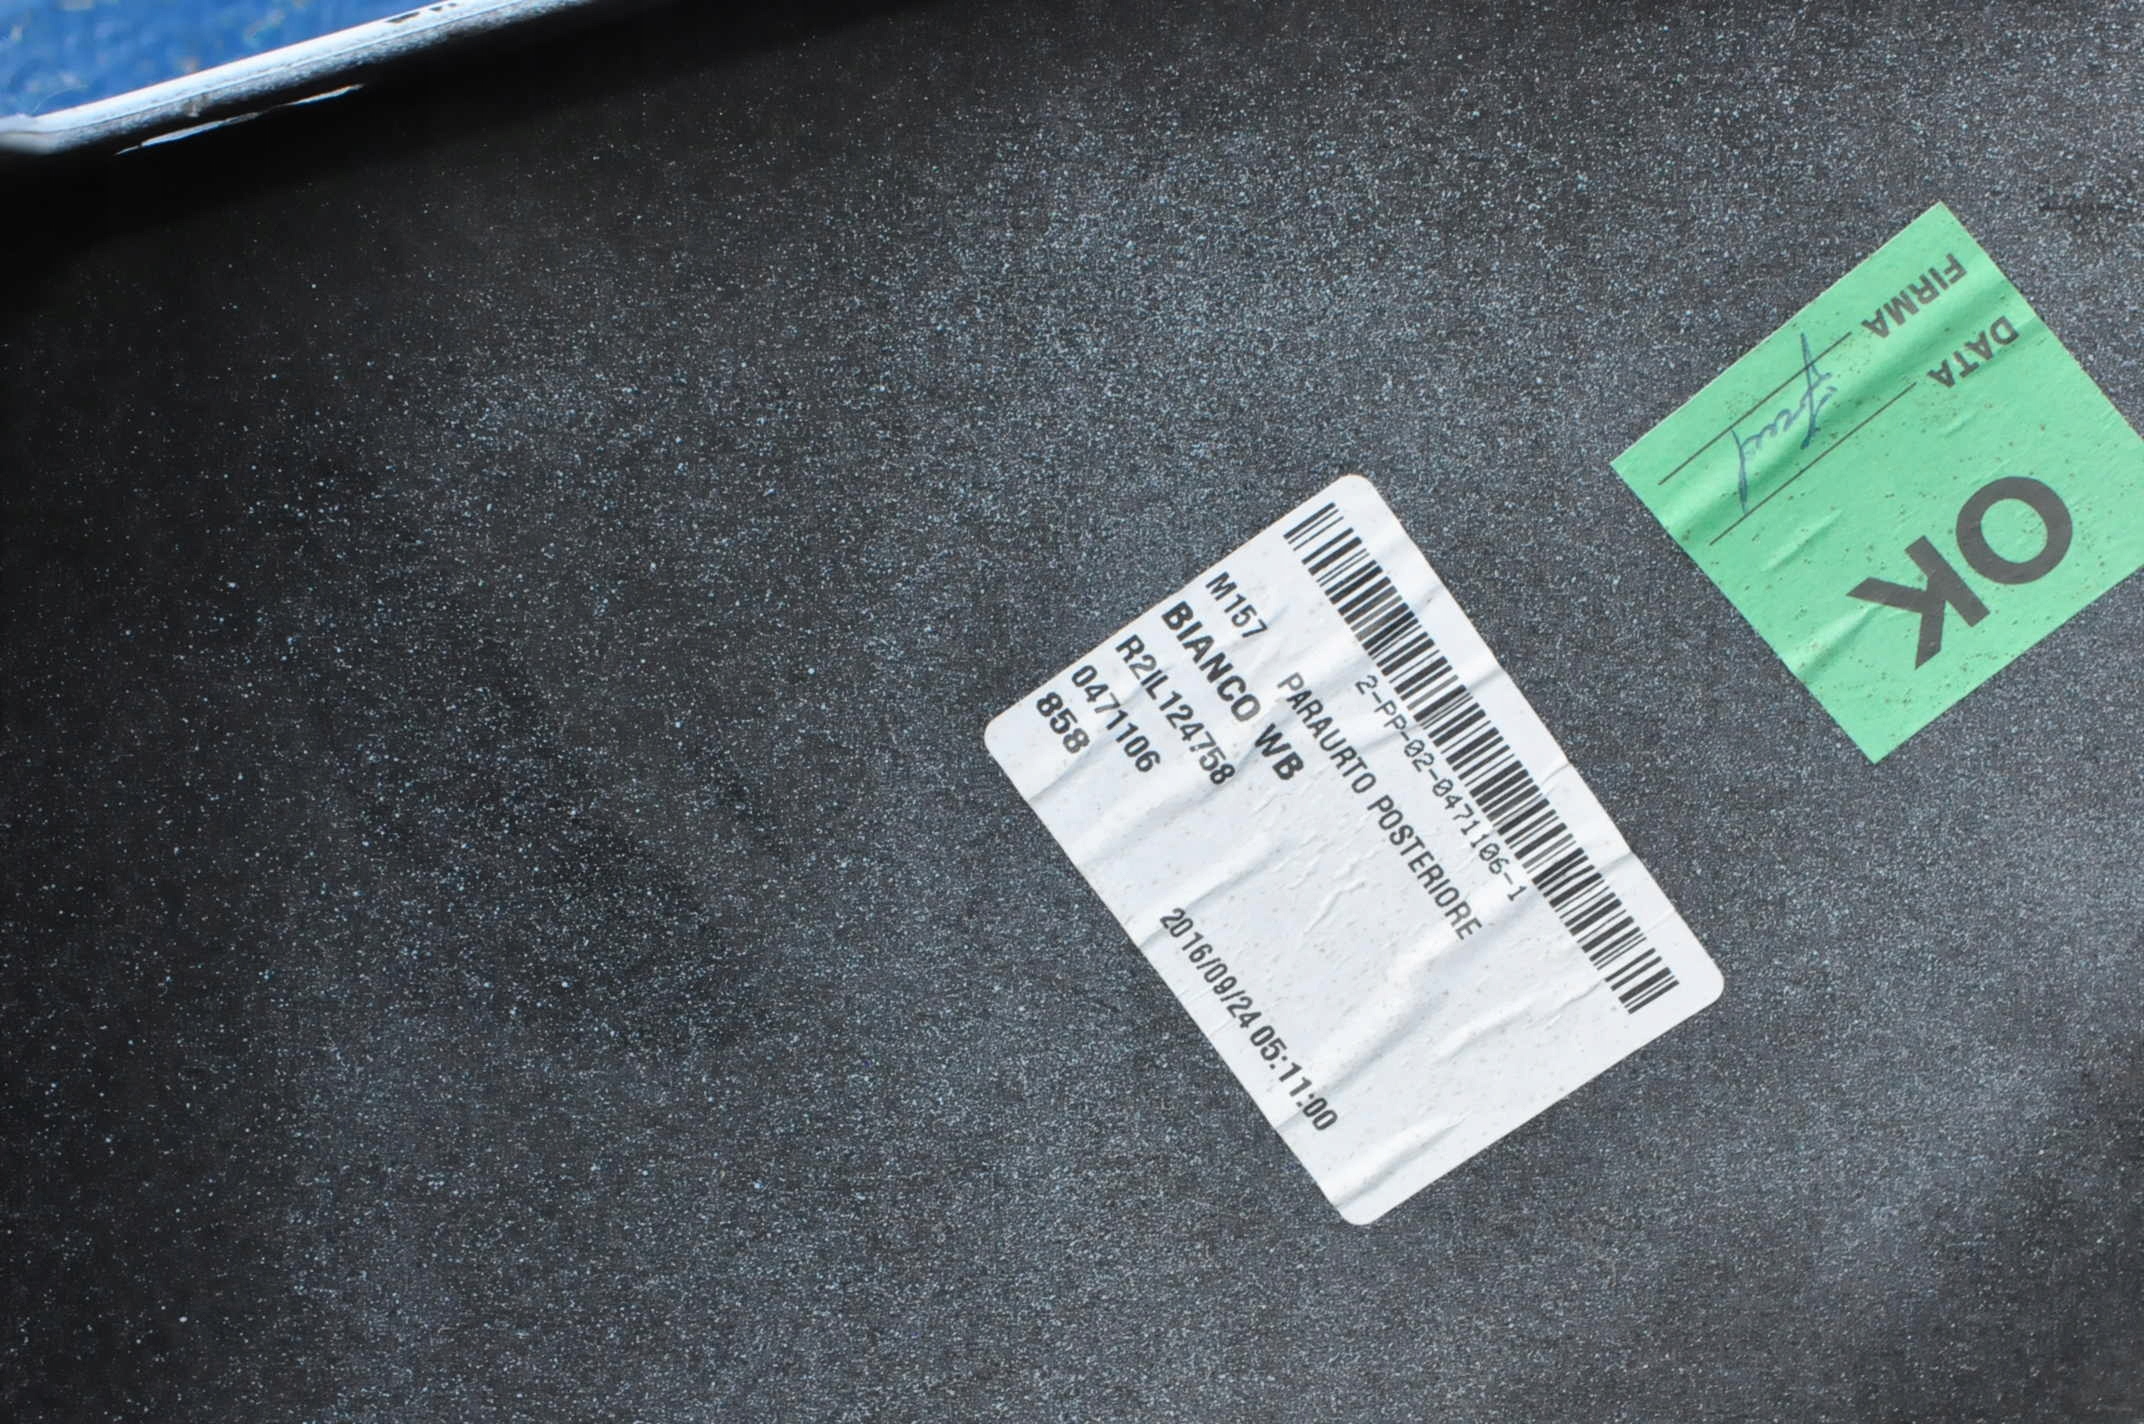 2-PP-02-0471106-1
M157 PARAURTO POSTERIORE
BIANCO WB
R2IL124758
0471106
858
2016/09/24 05:11:00
OK
DATA
FIRMA